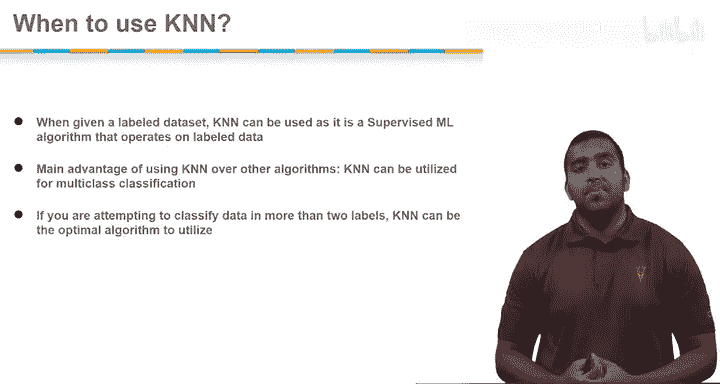 When to use KNN?
bilibili
● When given a labeled dataset, KNN can be used as it is a Supervised ML
algorithm that operates on labeled data
● Main advantage of using KNN over other algorithms: KNN can be utilized
for multiclass classification
● If you are attempting to classify data in more than two labels, KNN can be
the optimal algorithm to utilize